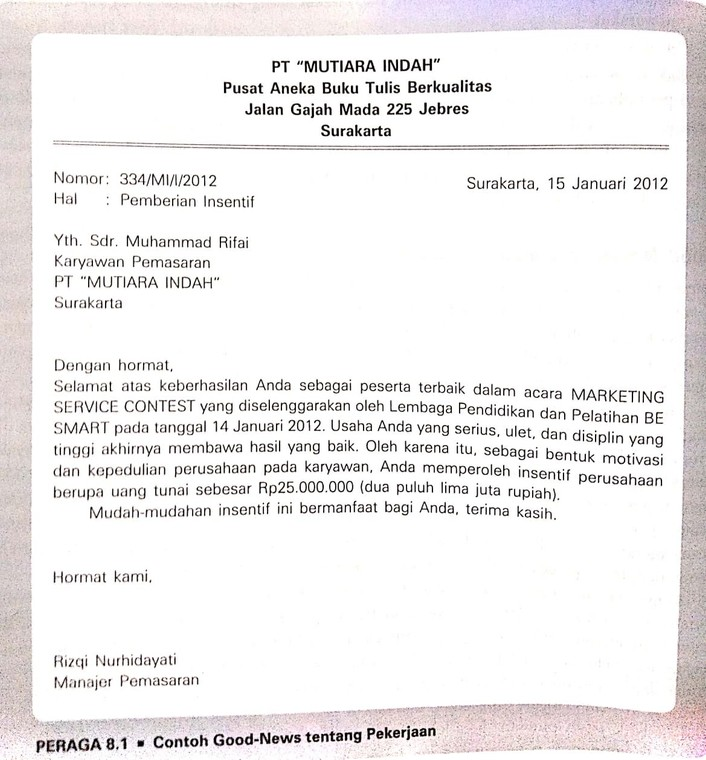 PT “MUTIARA INDAH”
Pusat Aneka Buku Tulis Berkualitas
Jalan Gajah Mada 225 Jebres
Surakarta
Nomor: 334/MI/I/2012
Surakarta, 15 Januari 2012
Hal : Pemberian Insentif
Yth. Sdr. Muhammad Rifai
Karyawan Pemasaran
PT “MUTIARA INDAH”
Surakarta
Dengan hormat,
Selamat atas keberhasilan Anda sebagai peserta terbaik dalam acara MARKETING
SERVICE CONTEST yang diselenggarakan oleh Lembaga Pendidikan dan Pelatihan BE
SMART pada tanggal 14 Januari 2012. Usaha Anda yang serius, ulet, dan disiplin yang
tinggi akhirnya membawa hasil yang baik. Oleh karena itu, sebagai bentuk motivasi
dan kepedulian perusahaan pada karyawan, Anda memperoleh insentif perusahaan
berupa uang tunai sebesar Rp25.000.000 (dua puluh lima juta rupiah).
Mudah-mudahan insentif ini bermanfaat bagi Anda, terima kasih.
Hormat kami,
Rizqi Nurhidayati
Manajer Pemasaran
PERAGA 8.1 ▪ Contoh Good-News tentang Pekerjaan